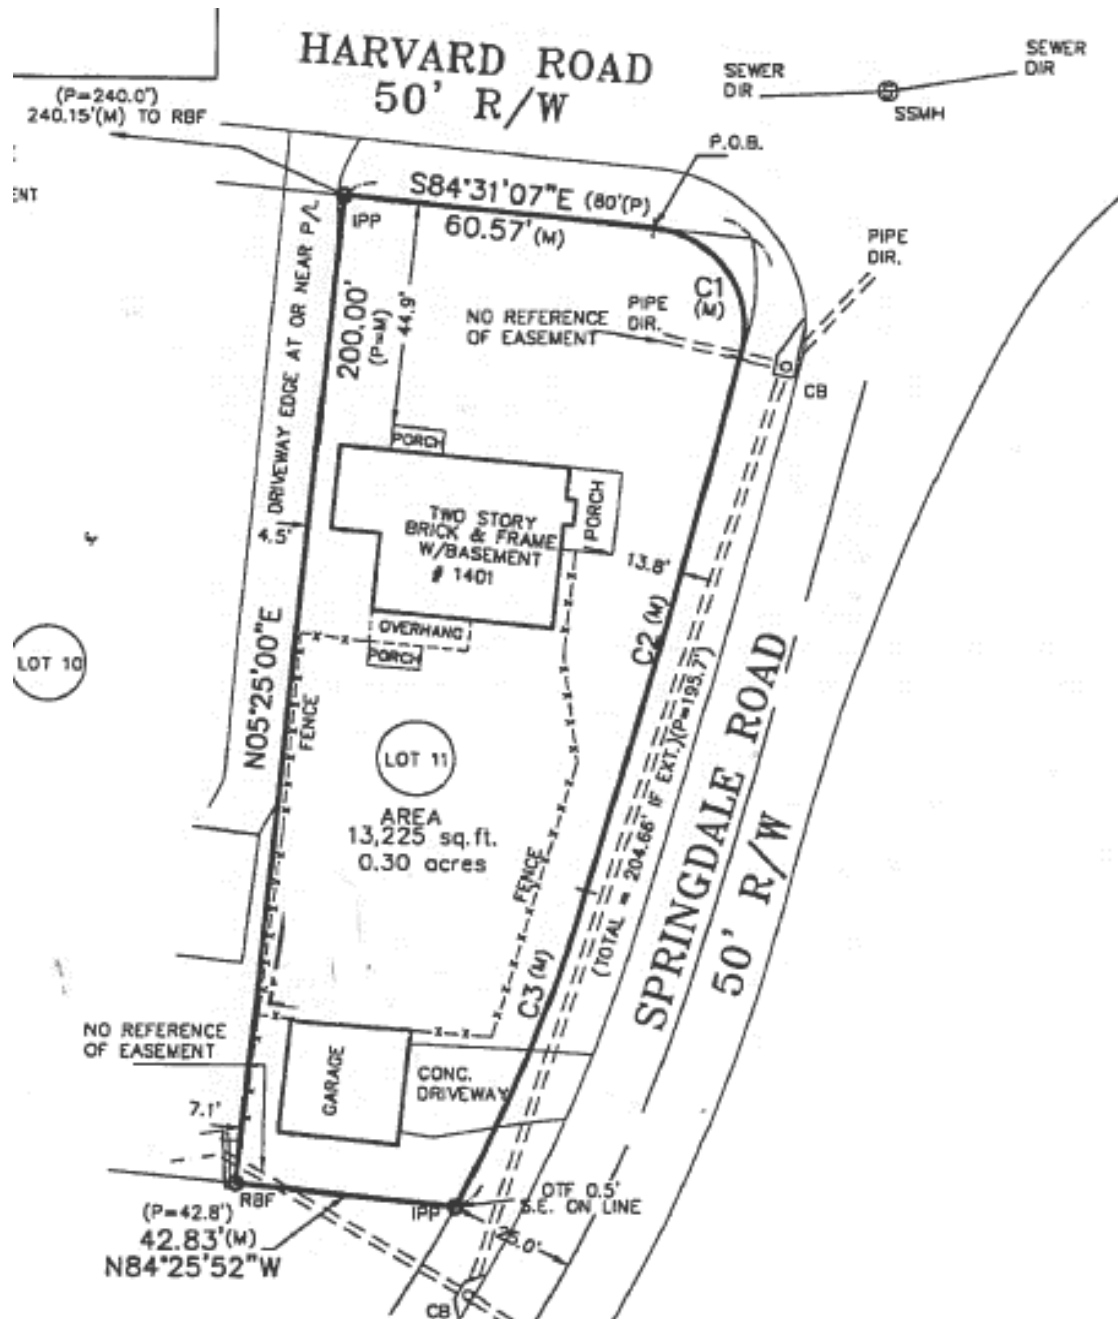 HARVARD ROAD
50' R/W
SEWER
DIR
SEWER
DIR
SSMH
(P=240.0')
240.15'(M) TO RBF
P.O.B.
ENT
S84°31'07"E (80'(P)
60.57'(M)
IPP
PIPE
DIR.
C1
(M)
PIPE
DIR.
NO REFERENCE
OF EASEMENT
DRIVEWAY EDGE AT OR NEAR P/L
200.00'
(P=M)
44.9'
CB
PORCH
PORCH
TWO STORY
BRICK & FRAME
W/BASEMENT
# 1401
4.5'
13.8'
N05°25'00"E
OVERHANG
PORCH
C2 (M)
LOT 10
FENCE
LOT 11
AREA
13,225 sq.ft.
0.30 acres
FENCE
(TOTAL = 204.66' IF EXT.)(P=195.7')
SPRINGDALE ROAD
50' R/W
C3 (M)
NO REFERENCE
OF EASEMENT
GARAGE
CONC.
DRIVEWAY
7.1'
RBF
IPP
OTF 0.5'
S.E. ON LINE
25.0'
(P=42.8')
42.83'(M)
N84°25'52"W
CB